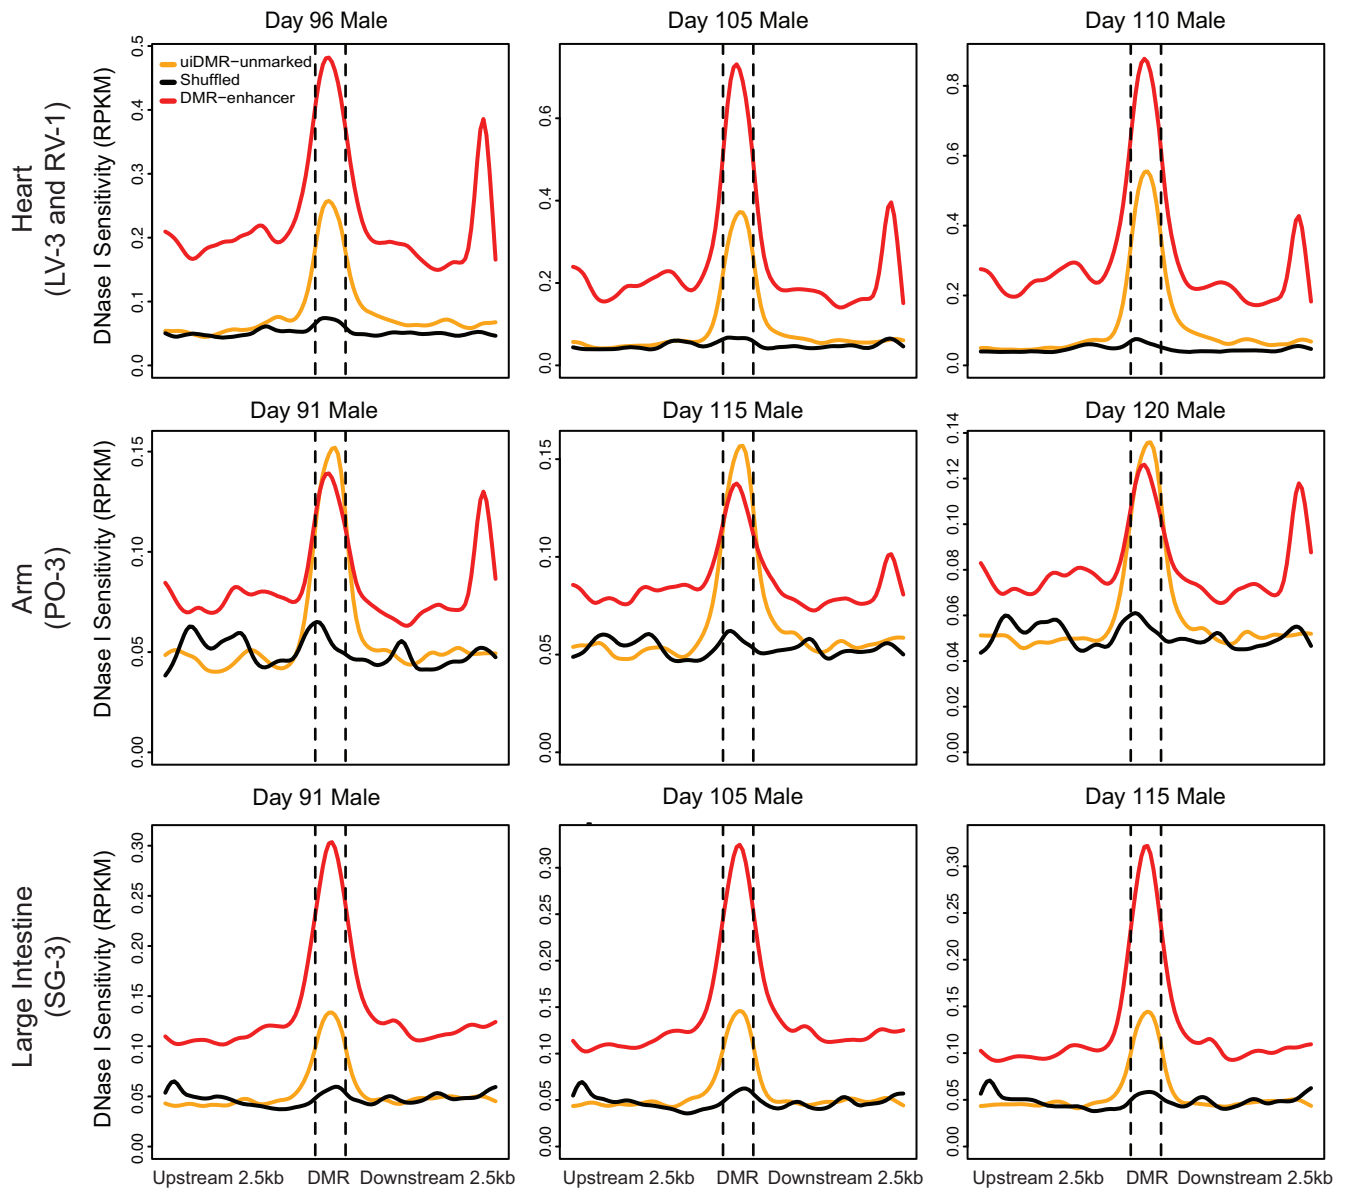 Day 96 Male
Day 105 Male
Day 110 Male
Heart
(LV-3 and RV-1)
DNase I Sensitivity (RPKM)
0.0
0.1
0.2
0.3
0.4
0.5
uiDMR−unmarked
Shuffled
DMR−enhancer
0.0
0.2
0.4
0.6
0.0
0.2
0.4
0.6
0.8
Day 91 Male
Day 115 Male
Day 120 Male
Arm
(PO-3)
DNase I Sensitivity (RPKM)
0.00
0.05
0.10
0.15
0.00
0.05
0.10
0.15
0.00
0.02
0.04
0.06
0.08
0.10
0.12
0.14
Day 91 Male
Day 105 Male
Day 115 Male
Large Intestine
(SG-3)
DNase I Sensitivity (RPKM)
0.00
0.05
0.10
0.15
0.20
0.25
0.30
0.00
0.05
0.10
0.15
0.20
0.25
0.30
0.00
0.05
0.10
0.15
0.20
0.25
0.30
Upstream 2.5kb DMR Downstream 2.5kb
Upstream 2.5kb DMR Downstream 2.5kb
Upstream 2.5kb DMR Downstream 2.5kb